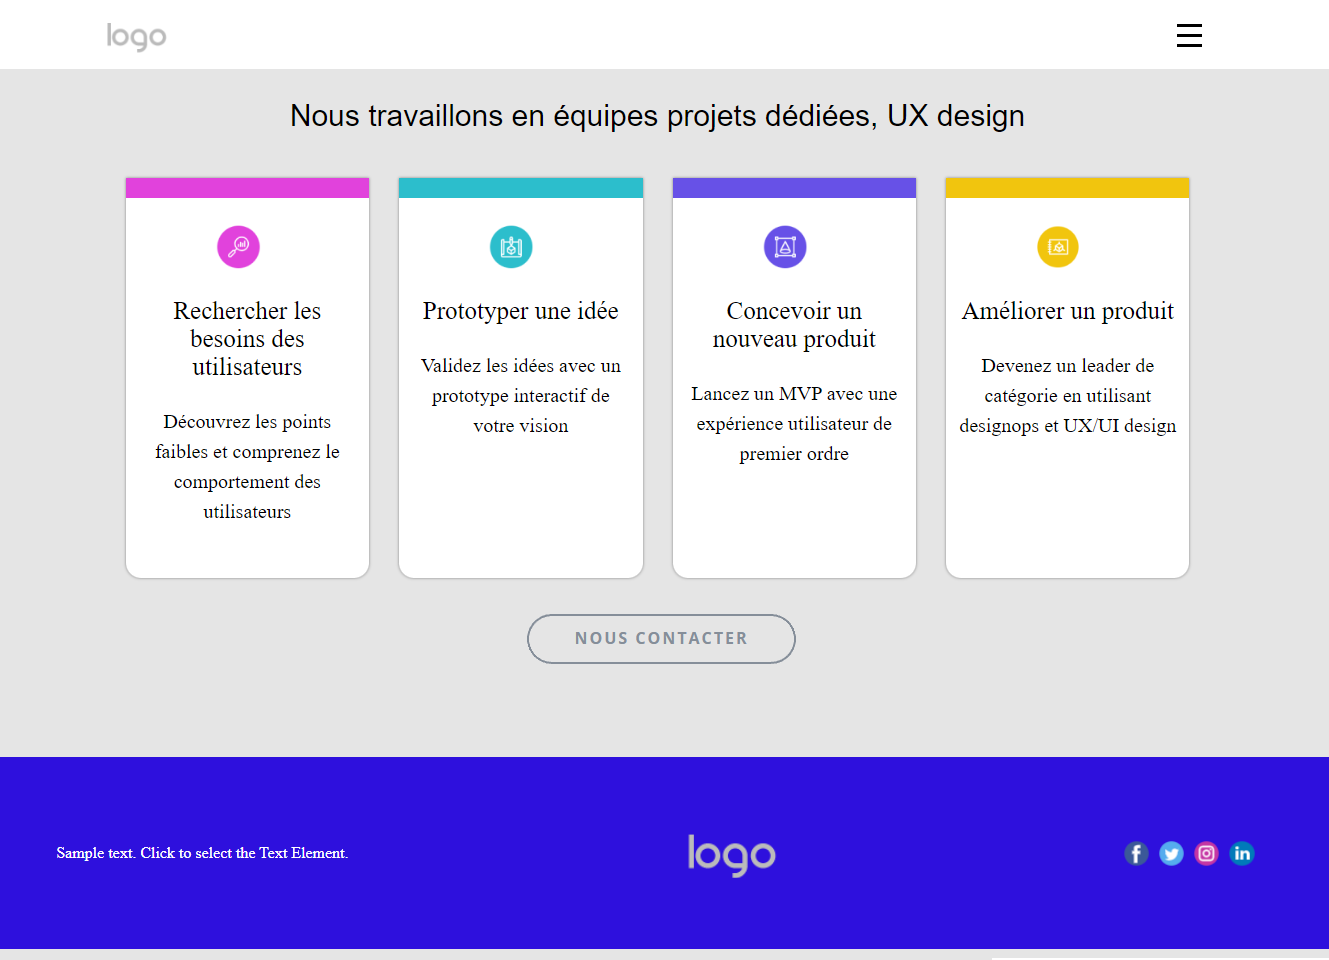 logo
Nous travaillons en équipes projets dédiées, UX design
Rechercher les
besoins des
utilisateurs
Découvrez les points
faibles et comprenez le
comportement des
utilisateurs
Prototyper une idée
Validez les idées avec un
prototype interactif de
votre vision
Concevoir un
nouveau produit
Lancez un MVP avec une
expérience utilisateur de
premier ordre
Améliorer un produit
Devenez un leader de
catégorie en utilisant
designops et UX/UI design
NOUS CONTACTER
Sample text. Click to select the Text Element.
logo